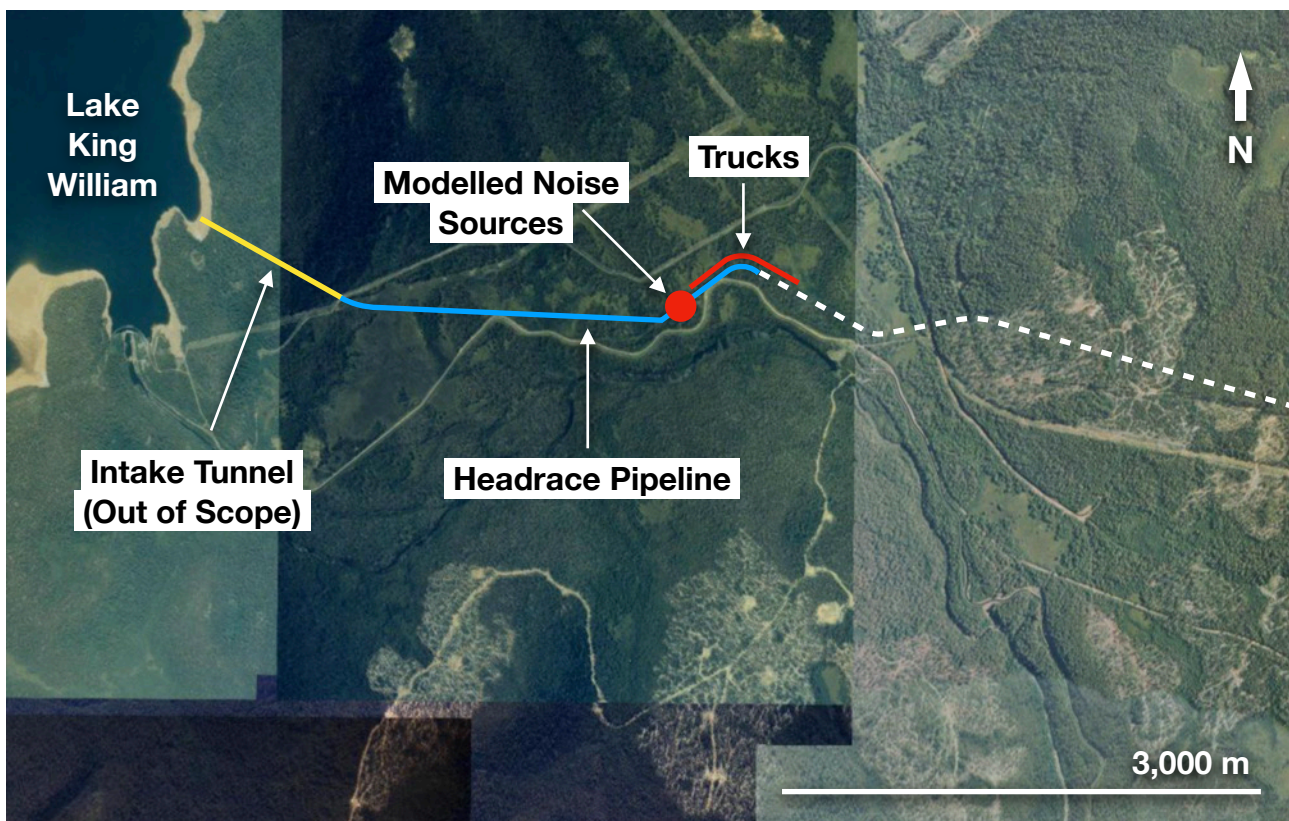 Lake
King
William
Modelled Noise
Sources
Trucks
N
Intake Tunnel
(Out of Scope)
Headrace Pipeline
3,000 m